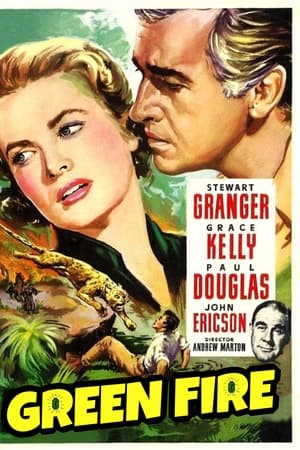 STEWART
GRANGER
GRACE
KELLY
PAUL
DOUGLAS
JOHN
ERICSON
DIRECTOR
ANDREW MARTON
GREEN FIRE